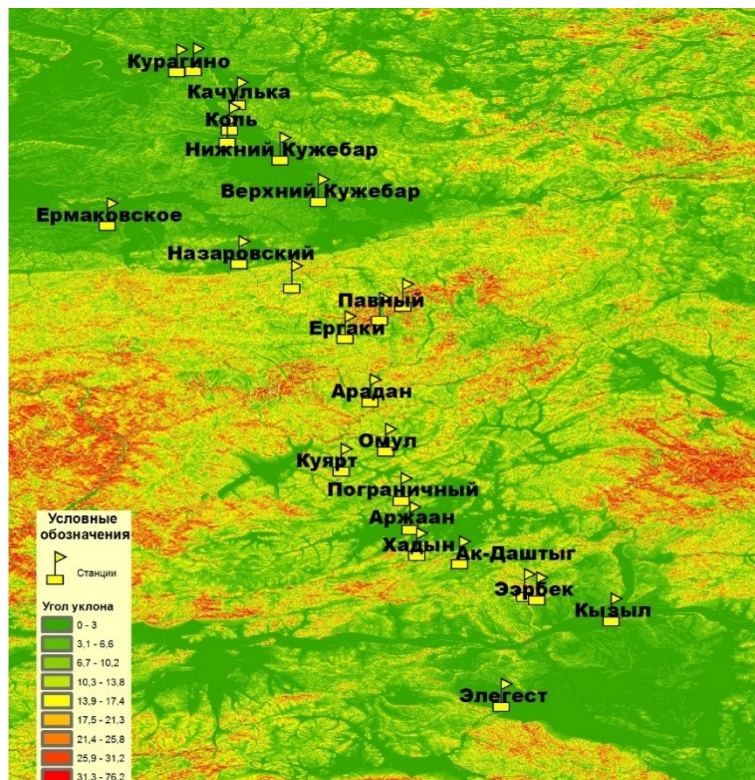 Курагино
Качулька
Коль
Нижний Кужебар
Верхний Кужебар
Ермаковское
Назаровский
Павный
Ергаки
Арадан
Омул
Куярт
Пограничный
Аржаан
Хадын
Ак-Даштыг
Ээрбек
Кызыл
Элегест
Условные
обозначения
Станции
Угол уклона
0 - 3
3,1 - 6,6
6,7 - 10,2
10,3 - 13,8
13,9 - 17,4
17,5 - 21,3
21,4 - 25,8
25,9 - 31,2
31,3 - 76,2